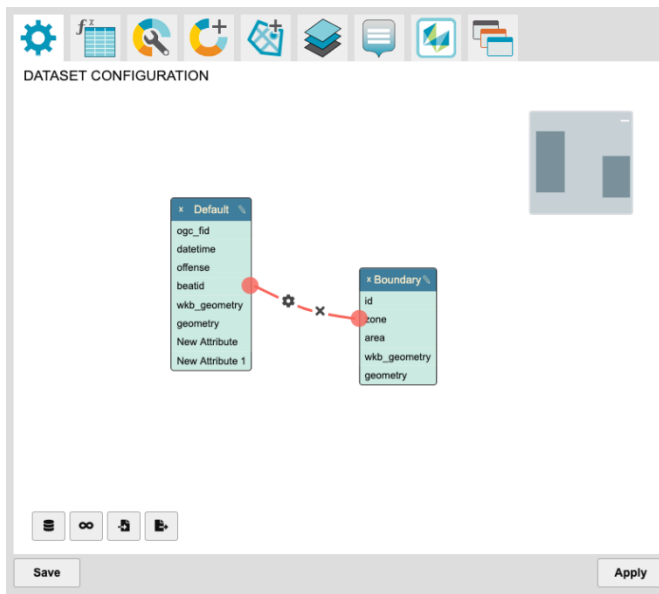 f x
DATASET CONFIGURATION
x Default
ogc_fid
datetime
offense
beatid
wkb_geometry
geometry
New Attribute
New Attribute 1
x Boundary
id
zone
area
wkb_geometry
geometry
Save
Apply